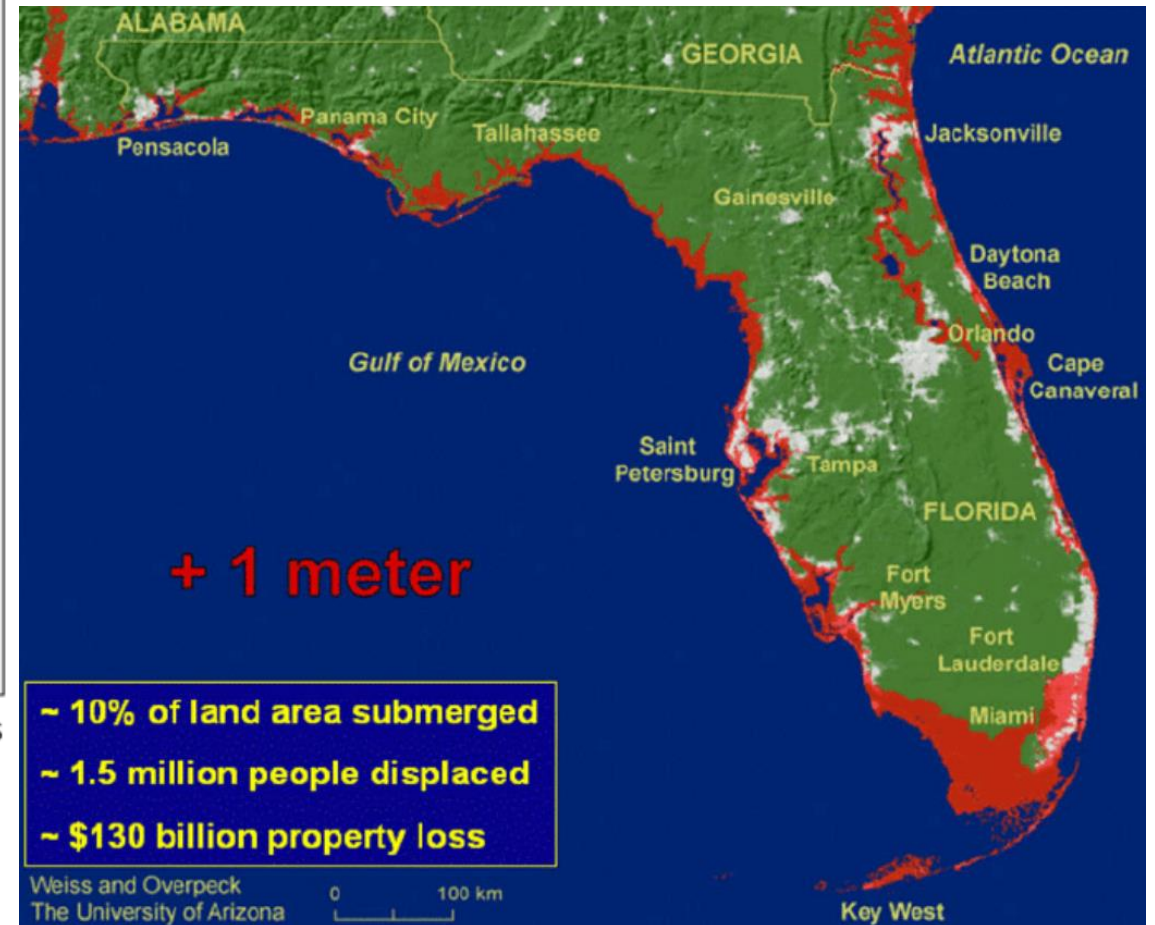 ALABAMA
GEORGIA
Atlantic Ocean
Panama City
Tallahassee
Jacksonville
Pensacola
Gainesville
Daytona
Beach
Orlando
Gulf of Mexico
Cape
Canaveral
Saint
Petersburg
Tampa
FLORIDA
+ 1 meter
Fort
Myers
Fort
Lauderdale
Miami
~ 10% of land area submerged
~ 1.5 million people displaced
~ $130 billion property loss
Weiss and Overpeck
The University of Arizona
0 100 km
Key West